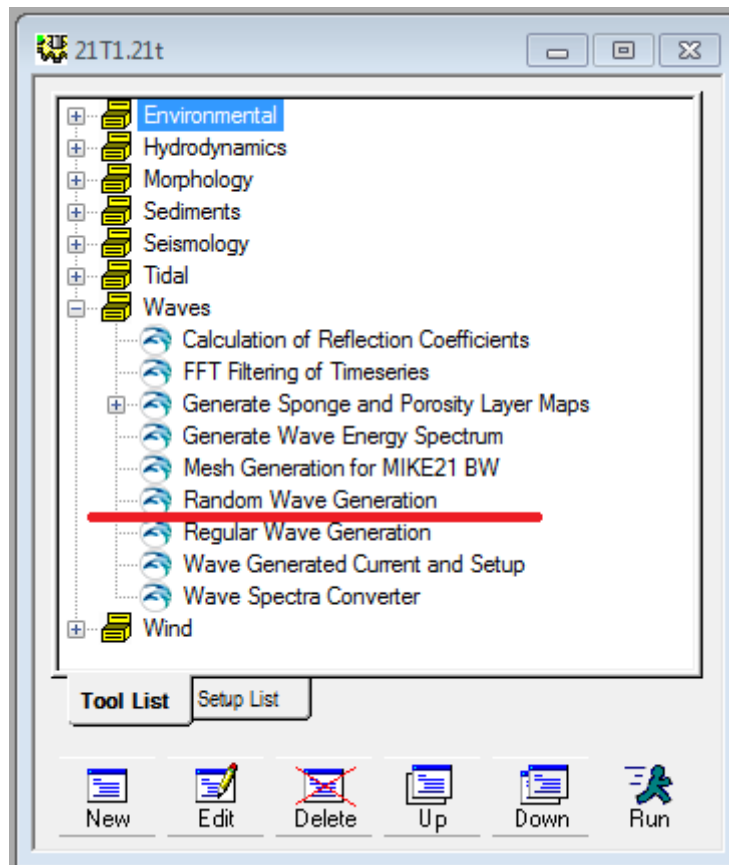 21T1.21t
Environmental
Hydrodynamics
Morphology
Sediments
Seismology
Tidal
Waves
Calculation of Reflection Coefficients
FFT Filtering of Timeseries
Generate Sponge and Porosity Layer Maps
Generate Wave Energy Spectrum
Mesh Generation for MIKE21 BW
Random Wave Generation
Regular Wave Generation
Wave Generated Current and Setup
Wave Spectra Converter
Wind
Tool List Setup List
New Edit Delete Up Down Run